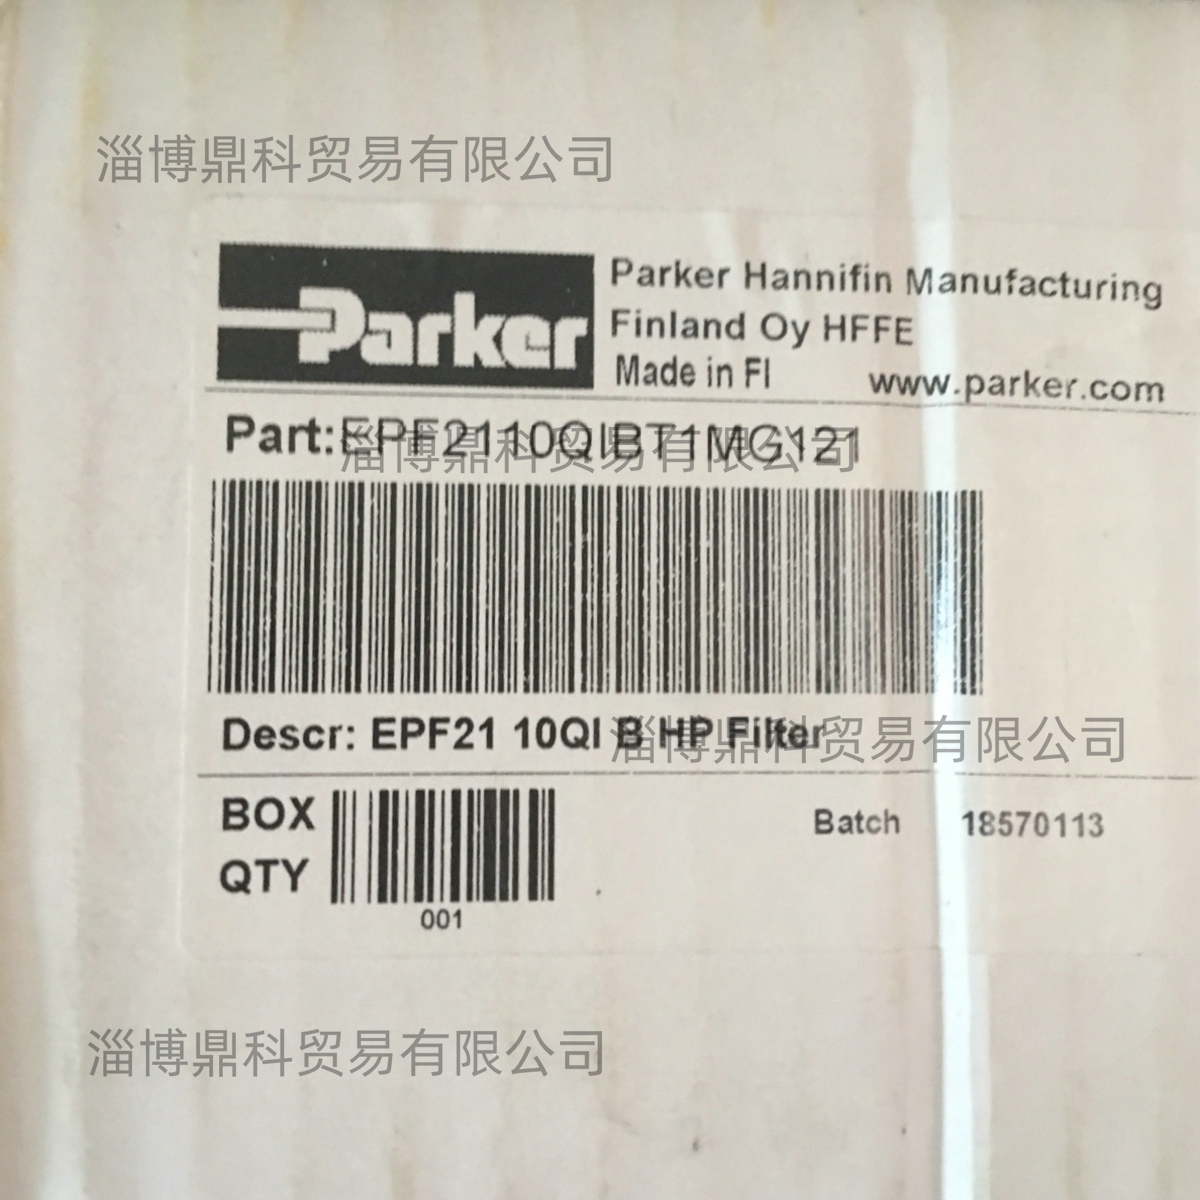 淄博鼎科贸易有限公司
Parker
Parker Hannifin Manufacturing
Finland Oy HFFE
Made in FI
www.parker.com
Part:EPF2110QIBT1MG121
淄博鼎科贸易有限公司
Descr: EPF21 10QI B HP Filter
淄博鼎科贸易有限公司
BOX
QTY
001
Batch 18570113
淄博鼎科贸易有限公司